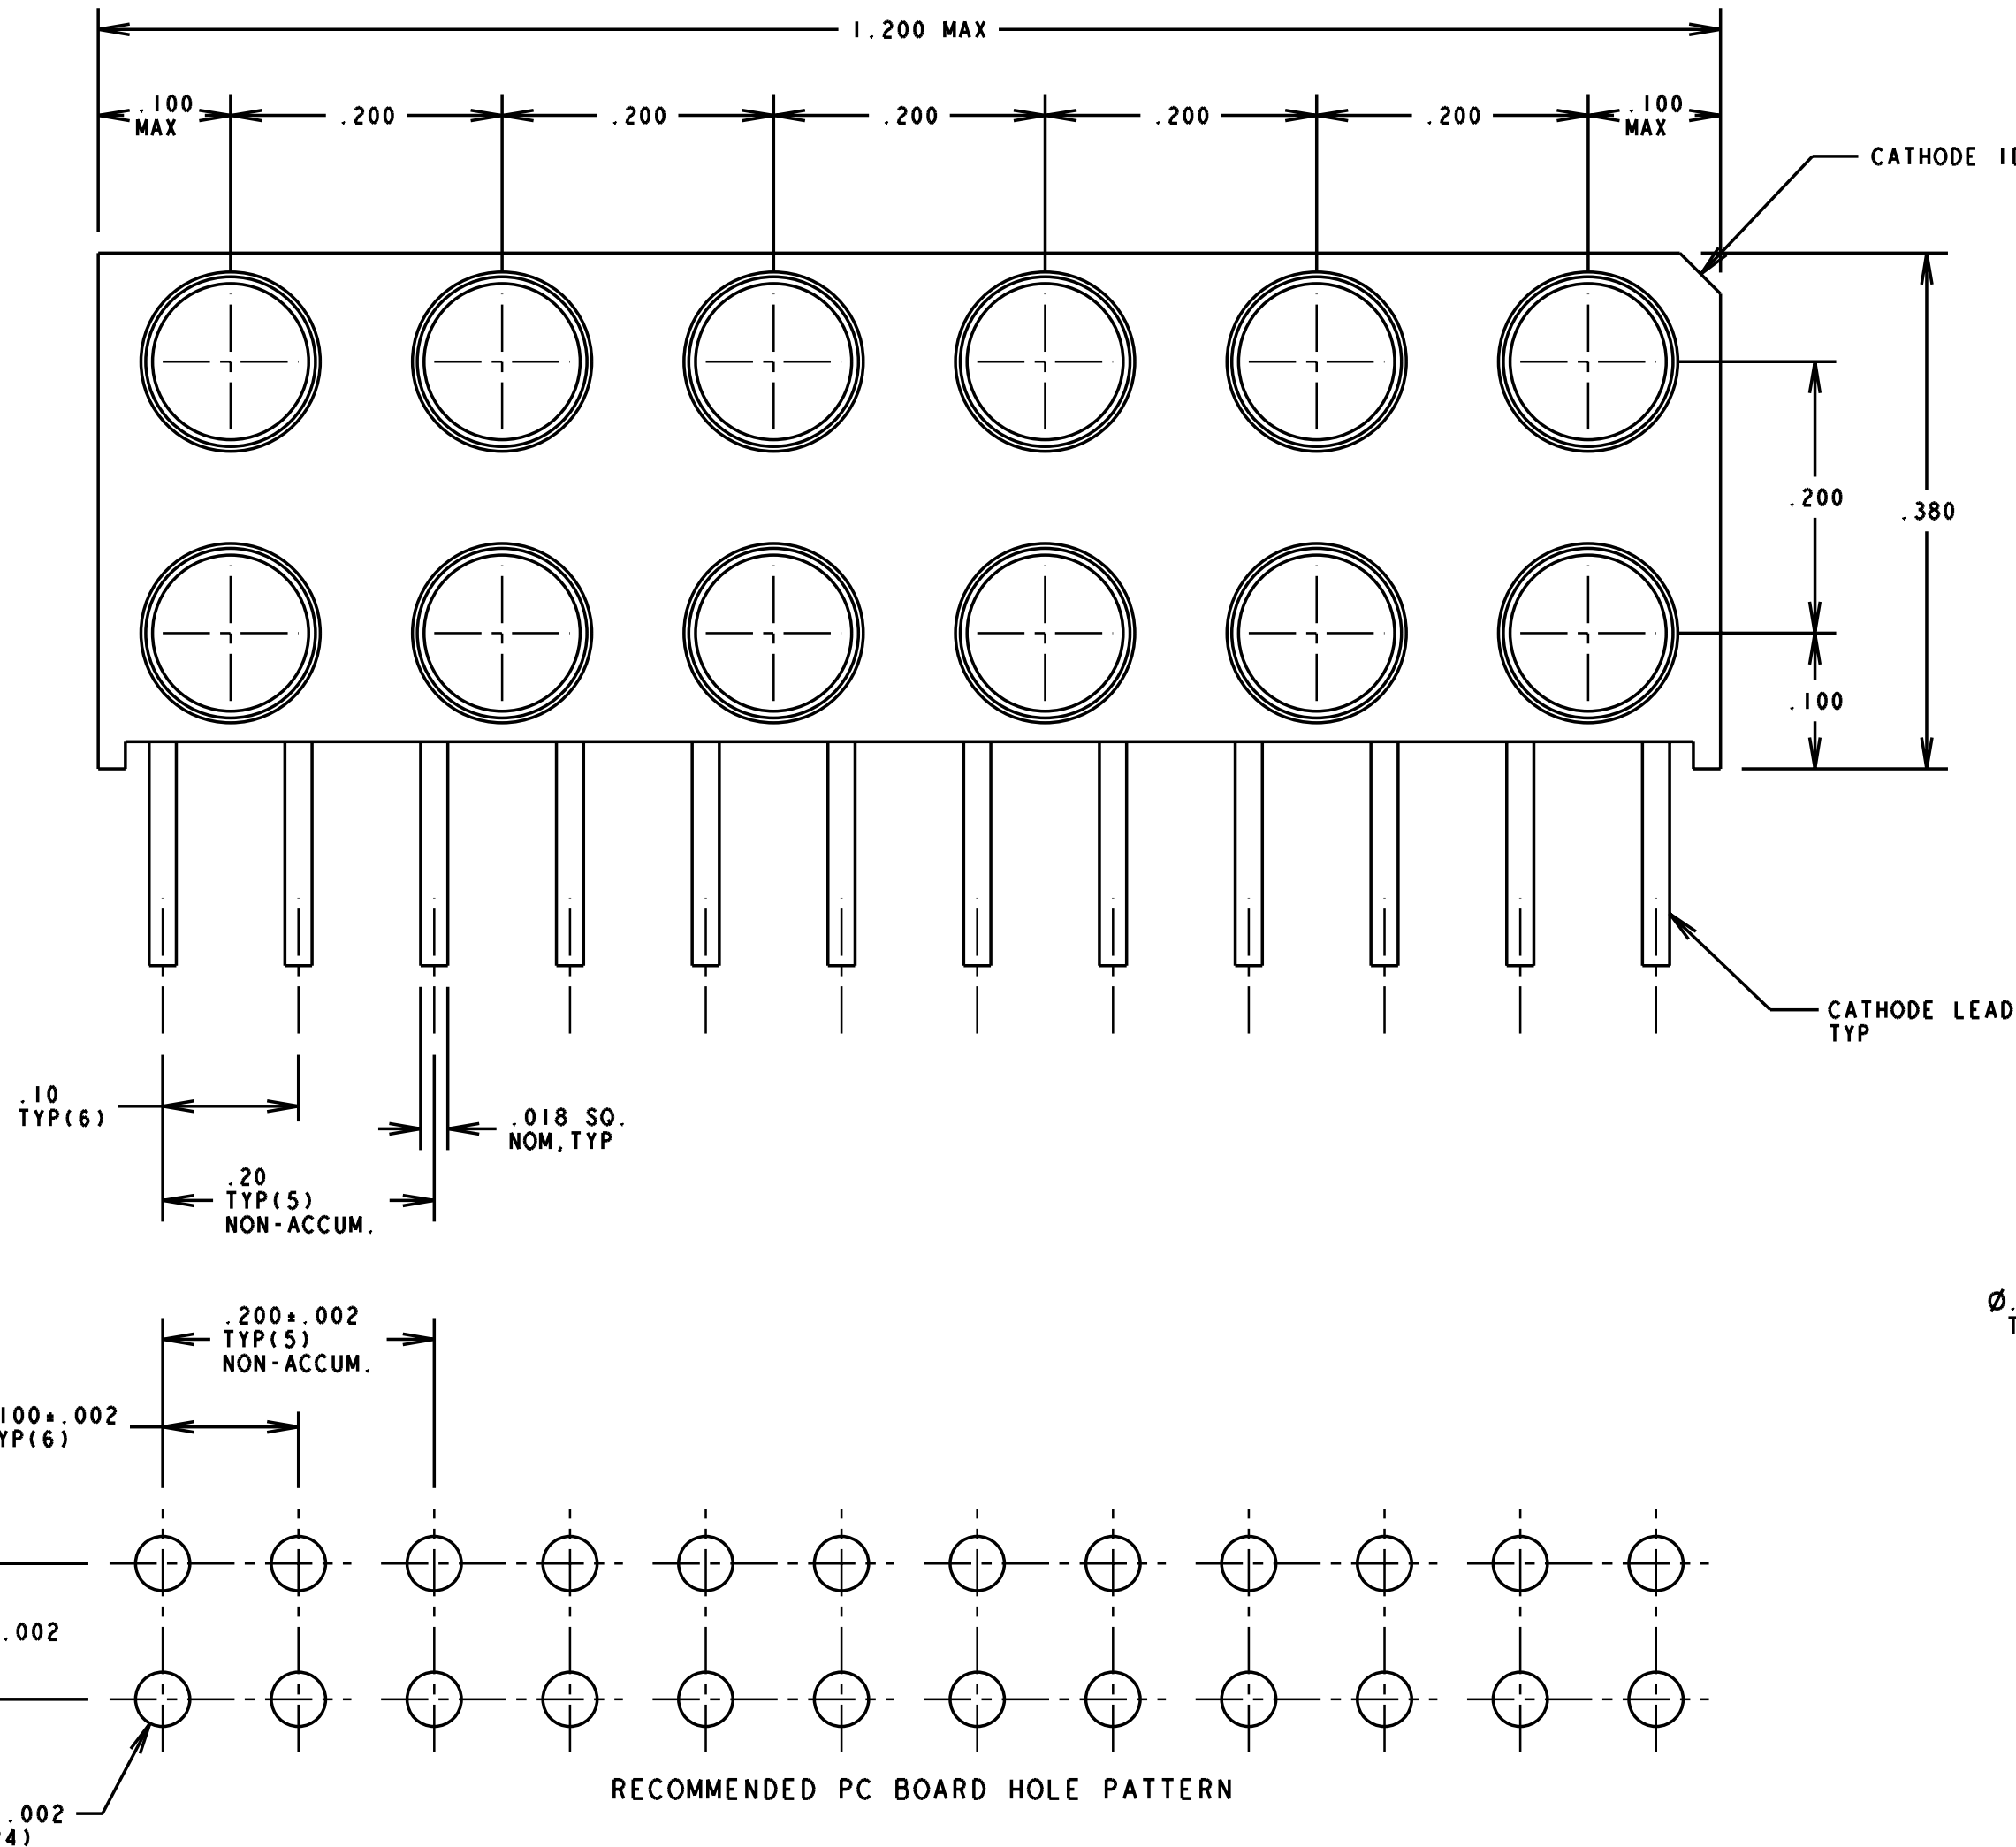 1.200 MAX
.100
MAX
.200
.200
.200
.200
.200
.100
MAX
CATHODE
.200
.380
.100
CATHODE LEAD
TYP
.10
TYP(6)
.018 SQ.
NOM,TYP
.20
TYP(5)
NON-ACCUM.
.200±.002
TYP(5)
NON-ACCUM.
100±.002
YP(6)
.002
RECOMMENDED PC BOARD HOLE PATTERN
.002
4)
Ø.
T